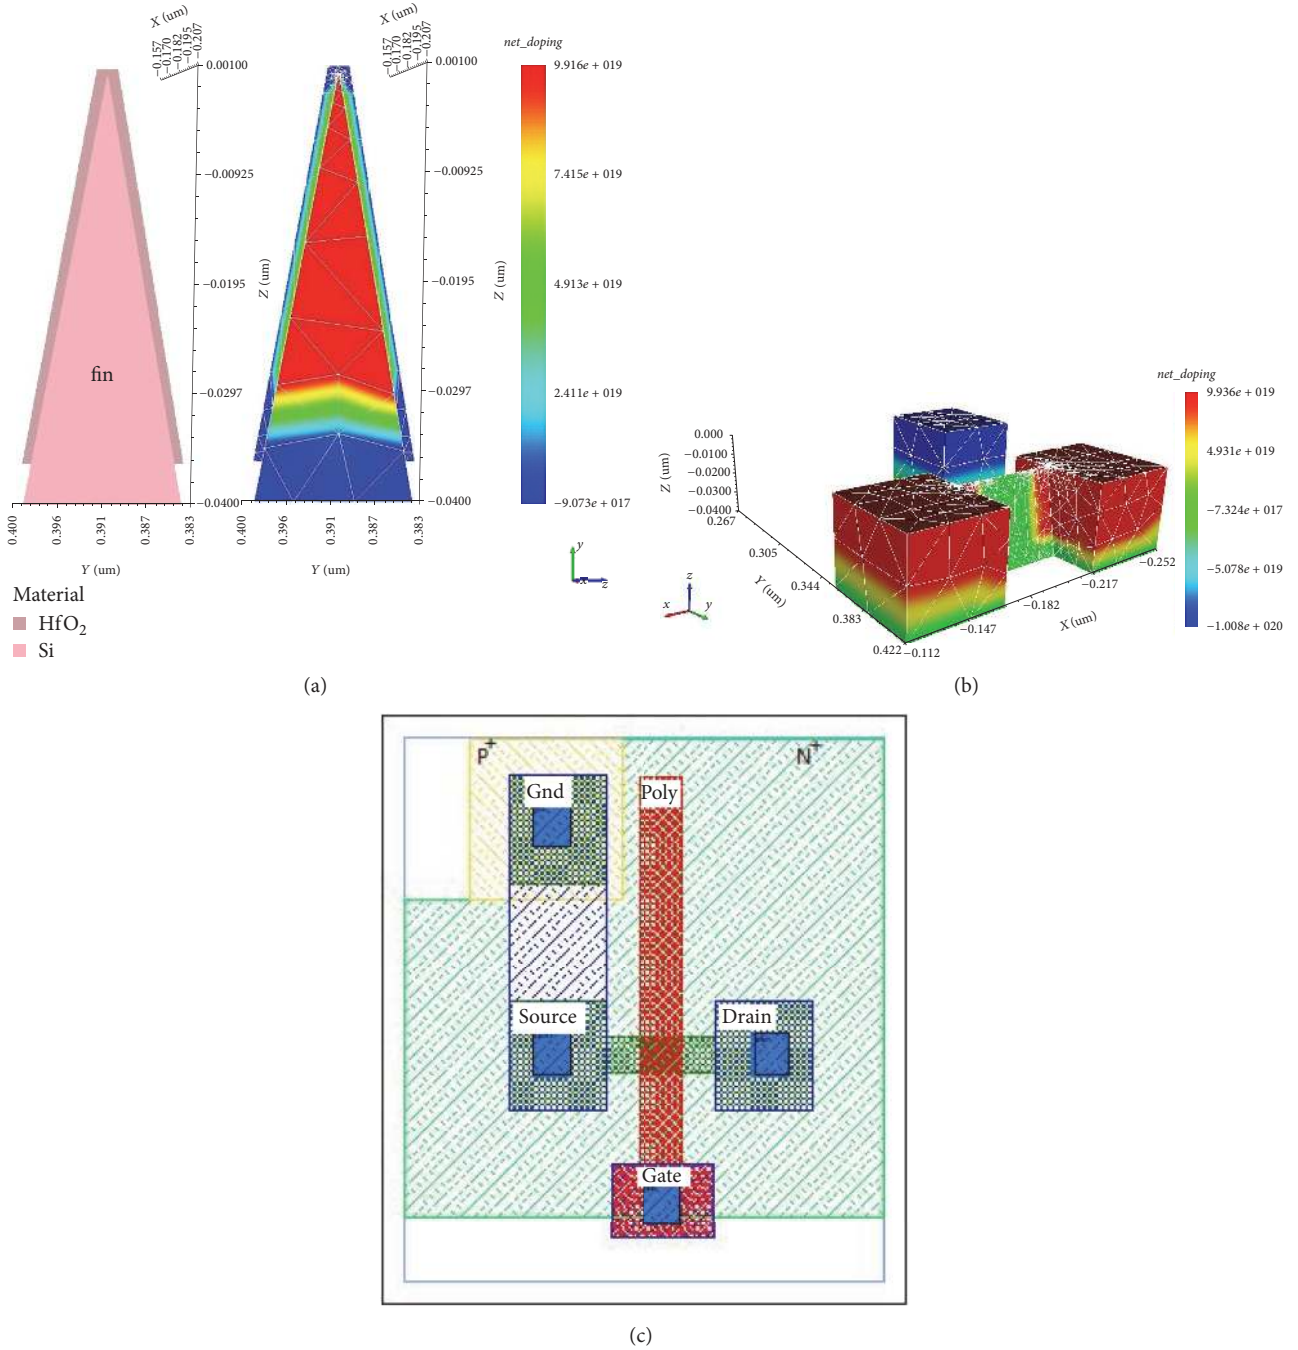 X (um)
−0.157
−0.170
−0.182
−0.195
−0.207
0.00100
−0.00925
−0.0195
−0.0297
−0.0400
Z (um)
fin
0.400
0.396
0.391
0.387
0.383
Y (um)
Material
HfO2
Si
X (um)
−0.157
−0.170
−0.182
−0.195
−0.207
0.00100
−0.00925
−0.0195
−0.0297
−0.0400
Z (um)
0.400
0.396
0.391
0.387
0.383
Y (um)
net_doping
9.916e + 019
7.415e + 019
4.913e + 019
2.411e + 019
−9.073e + 017
y
x
z
(a)
net_doping
9.936e + 019
4.931e + 019
−7.324e + 017
−5.078e + 019
−1.008e + 020
Z (um)
0.000
−0.0100
−0.0200
−0.0300
−0.0400
0.267
0.305
0.344
0.383
0.422
Y (um)
−0.112
−0.147
−0.182
−0.217
−0.252
X (um)
z
x
y
(b)
P+
N+
Gnd
Poly
Source
Drain
Gate
(c)